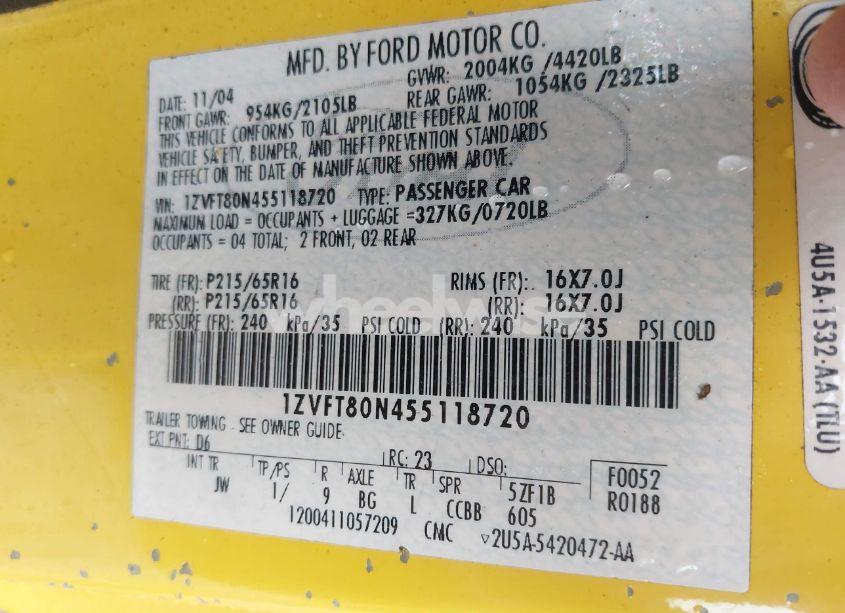 MFD. BY FORD MOTOR CO.
DATE: 11/04 GVWR: 2004KG/4420LB
FRONT GAWR: 954KG/2105LB REAR GAWR: 1054KG/2325LB
THIS VEHICLE CONFORMS TO ALL APPLICABLE FEDERAL MOTOR
VEHICLE SAFETY, BUMPER, AND THEFT PREVENTION STANDARDS
IN EFFECT ON THE DATE OF MANUFACTURE SHOWN ABOVE.
VIN: 1ZVFT80N455118720 TYPE: PASSENGER CAR
MAXIMUM LOAD = OCCUPANTS + LUGGAGE =327KG/0720LB
OCCUPANTS = 04 TOTAL; 2 FRONT, 02 REAR
TIRE (FR): P215/65R16 RIMS (FR): 16X7.0J
(RR): P215/65R16 (RR): 16X7.0J
PRESSURE (FR): 240 kPa/35 PSI COLD (RR): 240 kPa/35 PSI COLD
1ZVFT80N455118720
TRAILER TOWING - SEE OWNER GUIDE
EXT PNT: D6 RC: 23 DSO:
INT TR TP/PS R AXLE TR SPR 5ZF1B F0052
JW 1/ 9 BG L CCBB 605 R0188
1200411057209 CMC ▽2U5A-5420472-AA
4U5A-1532-AA (TLU)